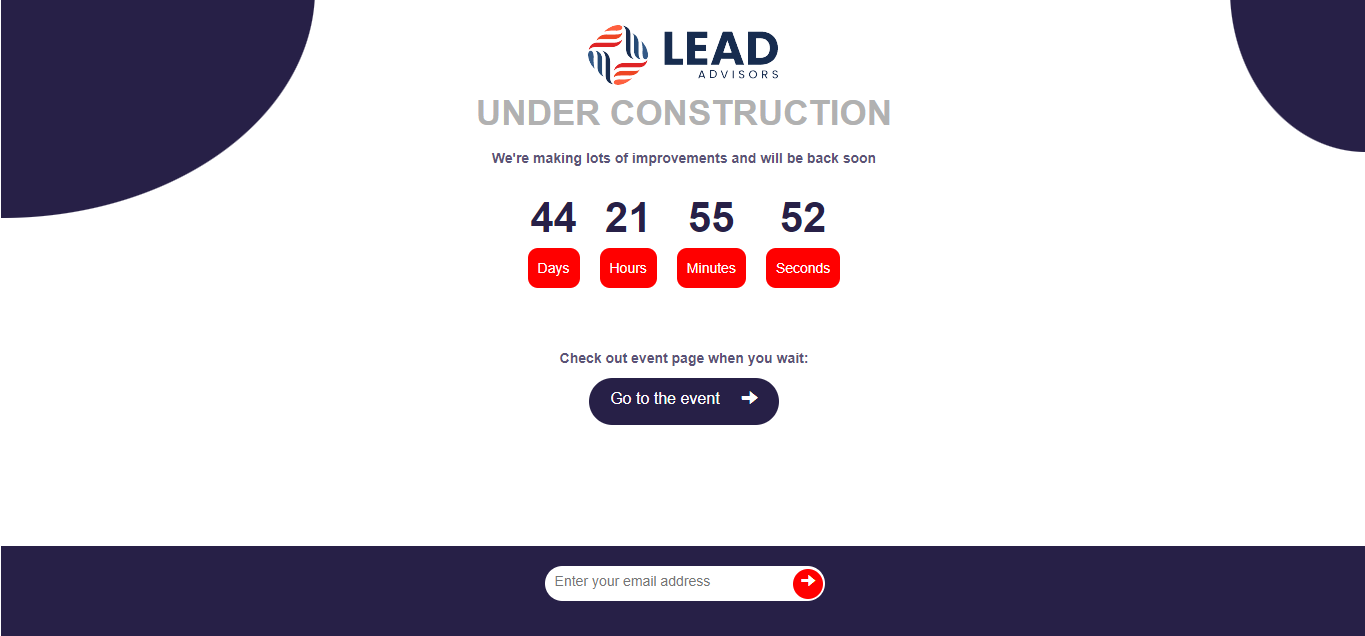 LEAD
ADVISORS
UNDER CONSTRUCTION
We're making lots of improvements and will be back soon
44 21 55 52
Days Hours Minutes Seconds
Check out event page when you wait:
Go to the event
Enter your email address